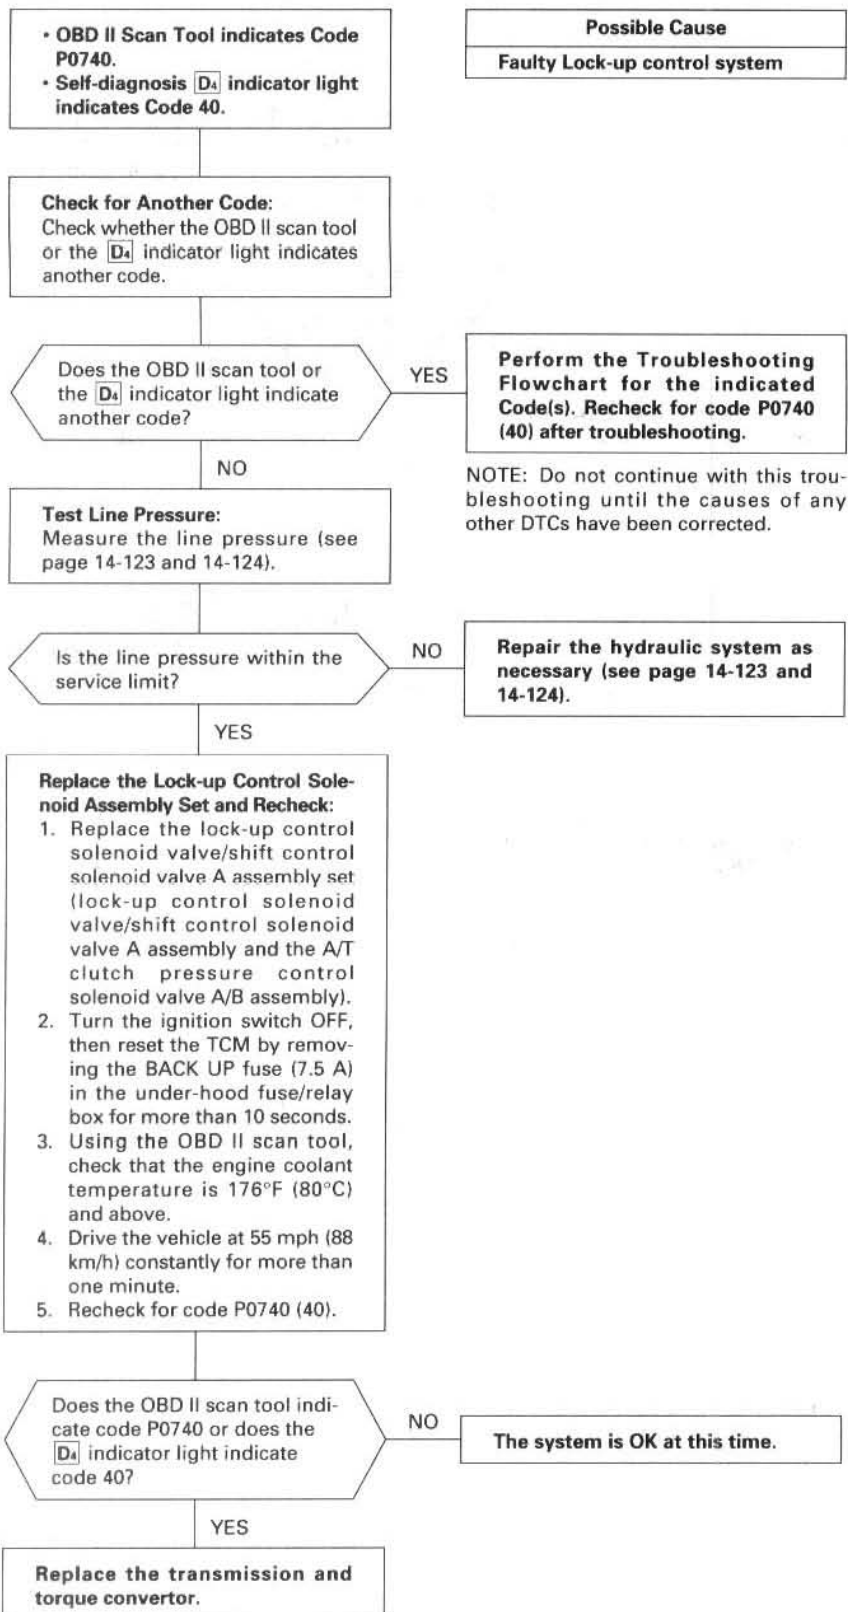 • OBD II Scan Tool indicates Code
P0740.
• Self-diagnosis D4 indicator light
indicates Code 40.
Possible Cause
Faulty Lock-up control system
Check for Another Code:
Check whether the OBD II scan tool
or the D4 indicator light indicates
another code.
Does the OBD II scan tool or
the D4 indicator light indicate
another code?
YES
Perform the Troubleshooting
Flowchart for the indicated
Code(s). Recheck for code P0740
(40) after troubleshooting.
NOTE: Do not continue with this trou-
bleshooting until the causes of any
other DTCs have been corrected.
NO
Test Line Pressure:
Measure the line pressure (see
page 14-123 and 14-124).
Is the line pressure within the
service limit?
NO
Repair the hydraulic system as
necessary (see page 14-123 and
14-124).
YES
Replace the Lock-up Control Sole-
noid Assembly Set and Recheck:
1. Replace the lock-up control
solenoid valve/shift control
solenoid valve A assembly set
(lock-up control solenoid
valve/shift control solenoid
valve A assembly and the A/T
clutch pressure control
solenoid valve A/B assembly).
2. Turn the ignition switch OFF,
then reset the TCM by remov-
ing the BACK UP fuse (7.5 A)
in the under-hood fuse/relay
box for more than 10 seconds.
3. Using the OBD II scan tool,
check that the engine coolant
temperature is 176°F (80°C)
and above.
4. Drive the vehicle at 55 mph (88
km/h) constantly for more than
one minute.
5. Recheck for code P0740 (40).
Does the OBD II scan tool indi-
cate code P0740 or does the
D4 indicator light indicate
code 40?
NO
The system is OK at this time.
YES
Replace the transmission and
torque convertor.